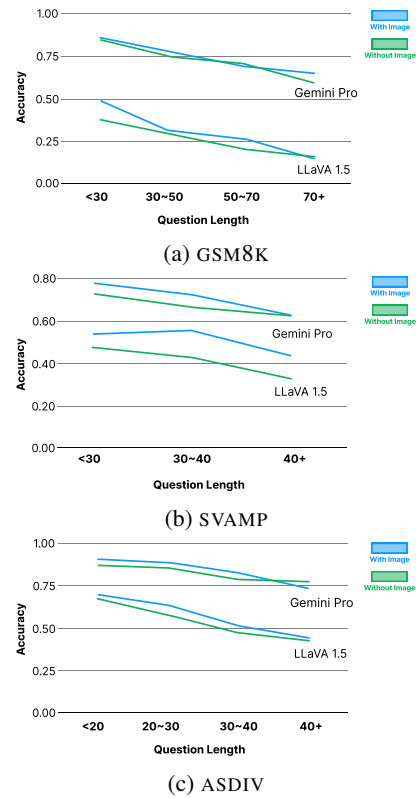 1.00
0.75
0.50
0.25
0.00
Accuracy
With Image
Without Image
Gemini Pro
LLaVA 1.5
<30 30~50 50~70 70+
Question Length
(a) GSM8K
0.80
0.60
0.40
0.20
0.00
Accuracy
With Image
Without Image
Gemini Pro
LLaVA 1.5
<30 30~40 40+
Question Length
(b) SVAMP
1.00
0.75
0.50
0.25
0.00
Accuracy
With Image
Without Image
Gemini Pro
LLaVA 1.5
<20 20~30 30~40 40+
Question Length
(c) ASDIV